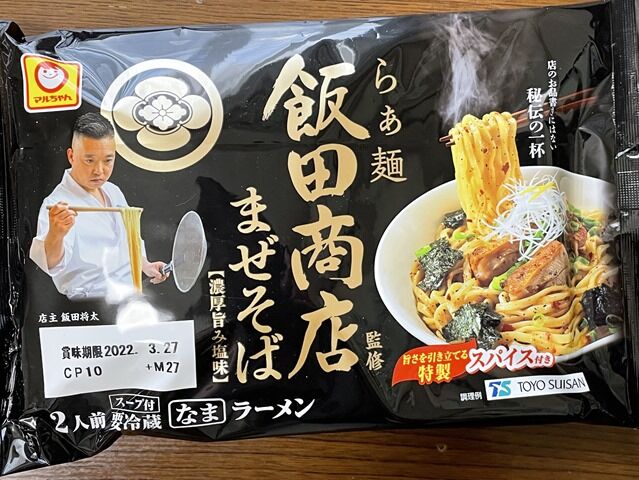 マルちゃん
らぁ麺
飯田商店
監修
まぜそば
【濃厚旨み塩味】
店のお品書きにはない
秘伝の一杯
店主 飯田将太
賞味期限2022. 3.27
CP10 +M27
旨さを引き立てる
特製 スパイス付き
調理例
TS TOYO SUISAN
2人前 スープ付 要冷蔵 なま ラーメン